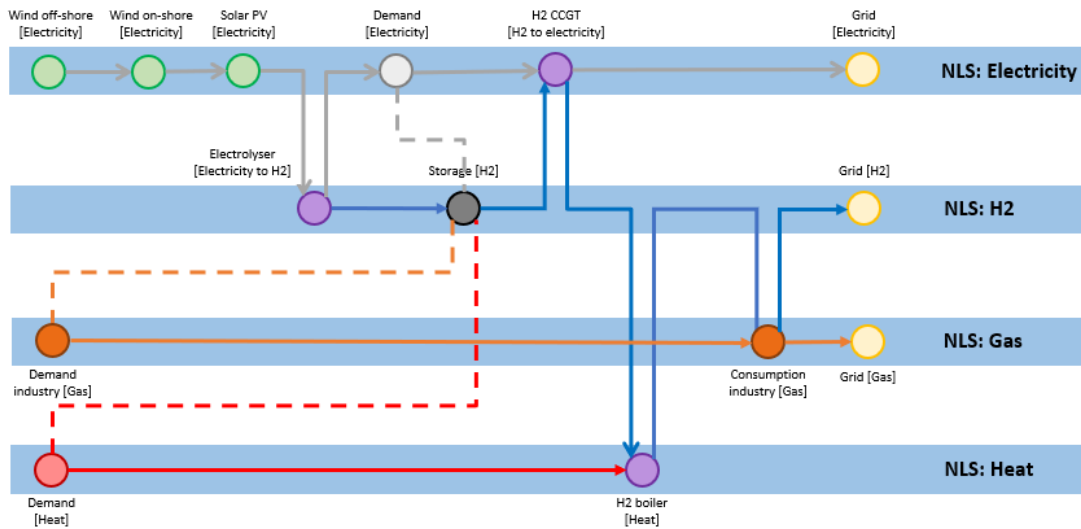 Wind off-shore
[Electricity]
Wind on-shore
[Electricity]
Solar PV
[Electricity]
Demand
[Electricity]
H2 CCGT
[H2 to electricity]
Grid
[Electricity]
NLS: Electricity
Electrolyser
[Electricity to H2]
Storage [H2]
Grid [H2]
NLS: H2
NLS: Gas
Demand
industry [Gas]
Consumption
industry [Gas]
Grid [Gas]
NLS: Heat
Demand
[Heat]
H2 boiler
[Heat]